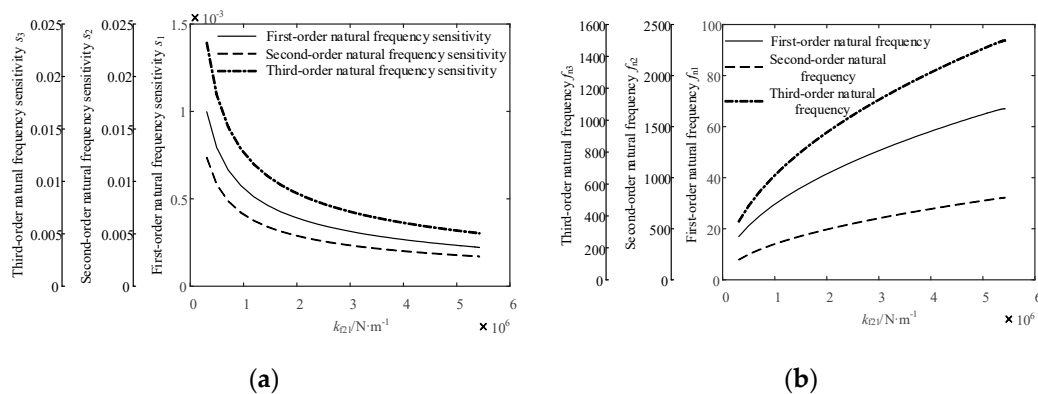 × 10⁻³
0.025
0.02
0.015
0.01
0.005
0
Third-order natural frequency sensitivity s₃
0.025
0.02
0.015
0.01
0.005
0
Second-order natural frequency sensitivity s₂
1.5
1
0.5
0
First-order natural frequency sensitivity s₁
First-order natural frequency sensitivity
Second-order natural frequency sensitivity
Third-order natural frequency sensitivity
0 1 2 3 4 5 6
k_f21/N·m⁻¹
× 10⁶
(a)
1600
1400
1200
1000
800
600
400
200
0
Third-order natural frequency f_n3
2500
2000
1500
1000
500
0
Second-order natural frequency f_n2
100
80
60
40
20
0
First-order natural frequency f_n1
First-order natural frequency
Second-order natural
frequency
Third-order natural
frequency
0 1 2 3 4 5 6
k_f21/N·m⁻¹
× 10⁶
(b)